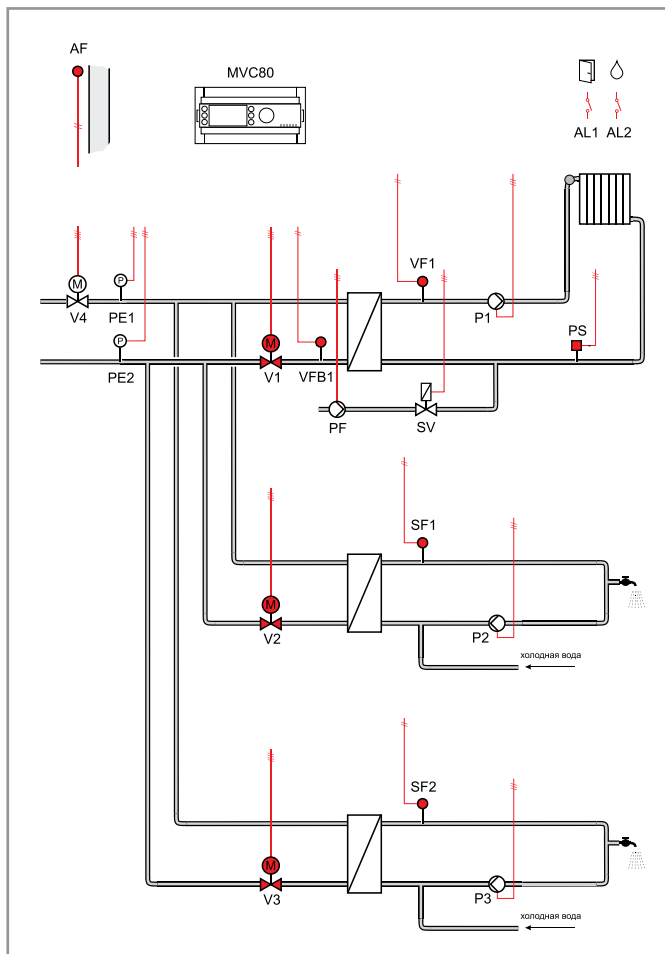 AF
MVC80
AL1 AL2
M
V4
P
PE1
P
PE2
M
V1
VFB1
VF1
P1
PS
PF
SV
SF1
M
V2
P2
холодная вода
SF2
M
V3
P3
холодная вода